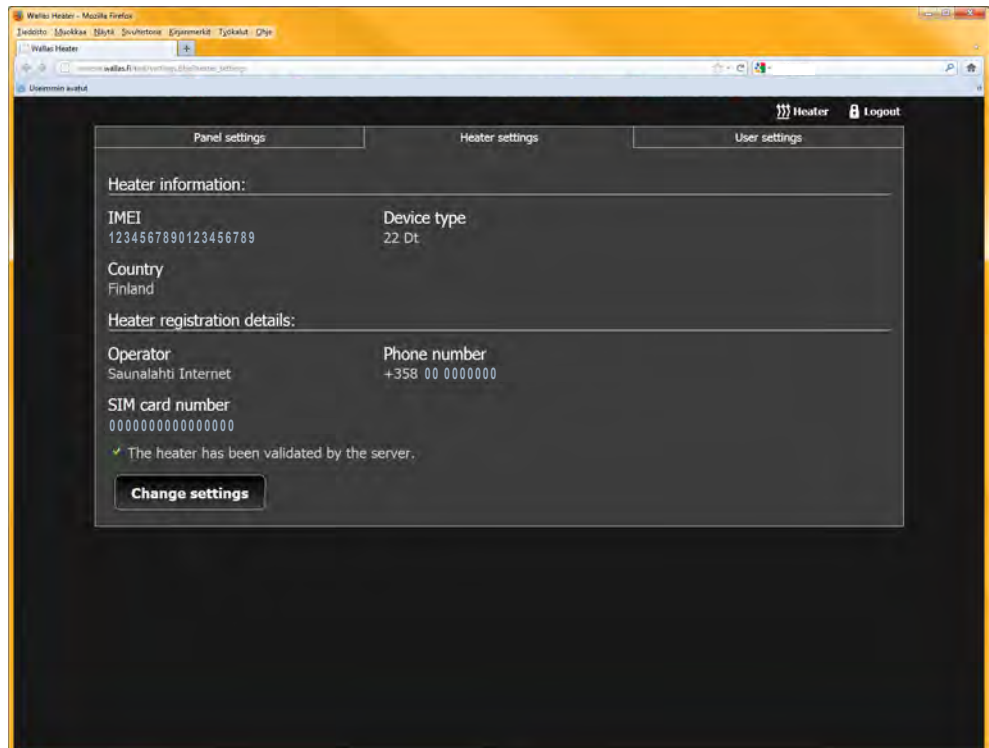 Wallas Heater - Mozilla Firefox
Tiedosto Muokkaa Näytä Sivuhistoria Kirjanmerkit Työkalut Ohje
Wallas Heater +
wallas.fi
Useimmin avatut
Heater Logout
Panel settings Heater settings User settings
Heater information:
IMEI Device type
1234567890123456789 22 Dt
Country
Finland
Heater registration details:
Operator Phone number
Saunalahti Internet +358 00 0000000
SIM card number
0000000000000000
The heater has been validated by the server.
Change settings